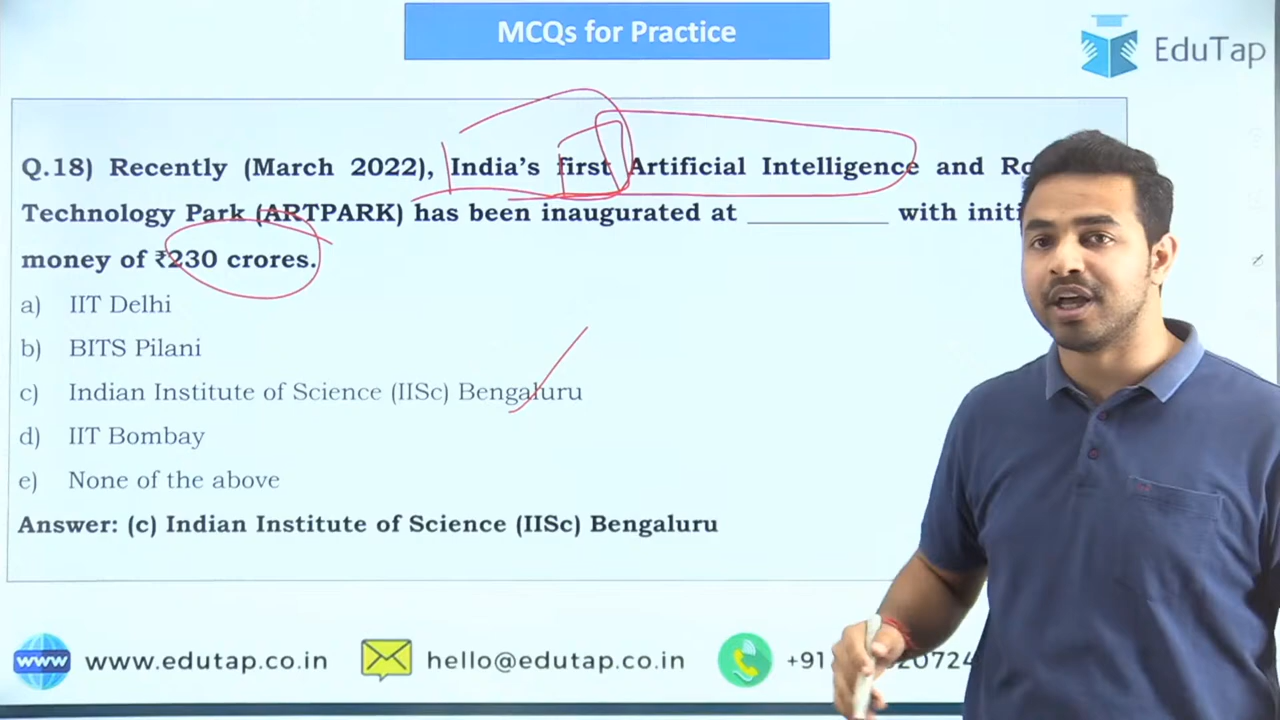 MCQs for Practice
EduTap
Q.18) Recently (March 2022), India's first Artificial Intelligence and
Technology Park (ARTPARK) has been inaugurated at __________ with
money of ₹230 crores.
a) IIT Delhi
b) BITS Pilani
c) Indian Institute of Science (IISc) Bengaluru
d) IIT Bombay
e) None of the above
Answer: (c) Indian Institute of Science (IISc) Bengaluru
www www.edutap.co.in hello@edutap.co.in +91